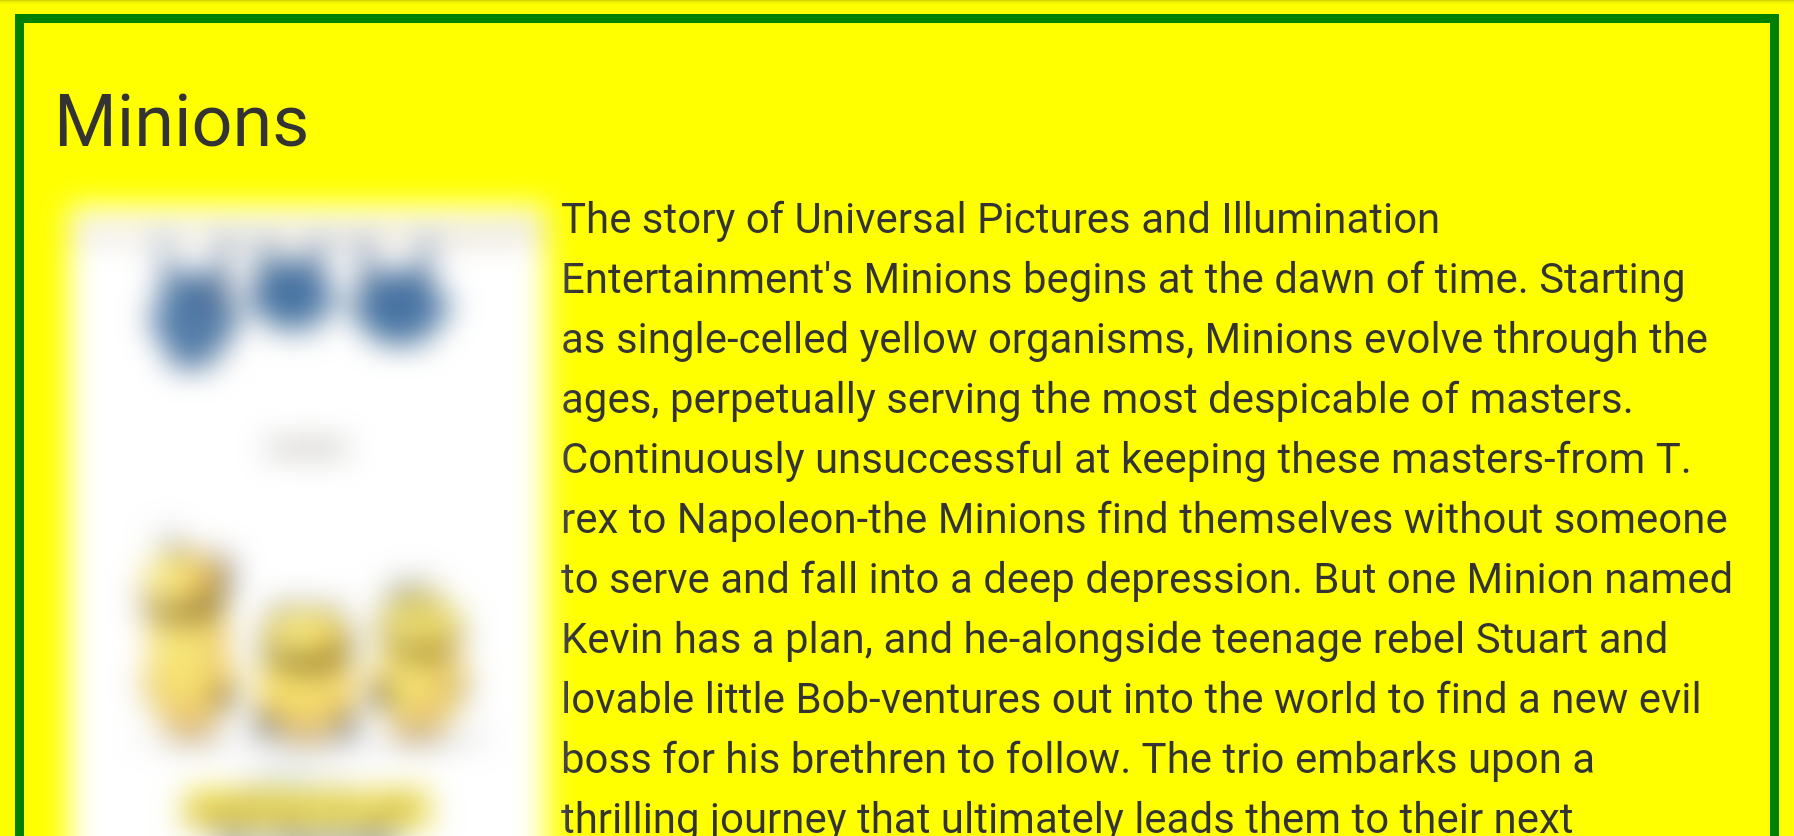 Minions
The story of Universal Pictures and Illumination
Entertainment's Minions begins at the dawn of time. Starting
as single-celled yellow organisms, Minions evolve through the
ages, perpetually serving the most despicable of masters.
Continuously unsuccessful at keeping these masters-from T.
rex to Napoleon-the Minions find themselves without someone
to serve and fall into a deep depression. But one Minion named
Kevin has a plan, and he-alongside teenage rebel Stuart and
lovable little Bob-ventures out into the world to find a new evil
boss for his brethren to follow. The trio embarks upon a
thrilling journey that ultimately leads them to their next